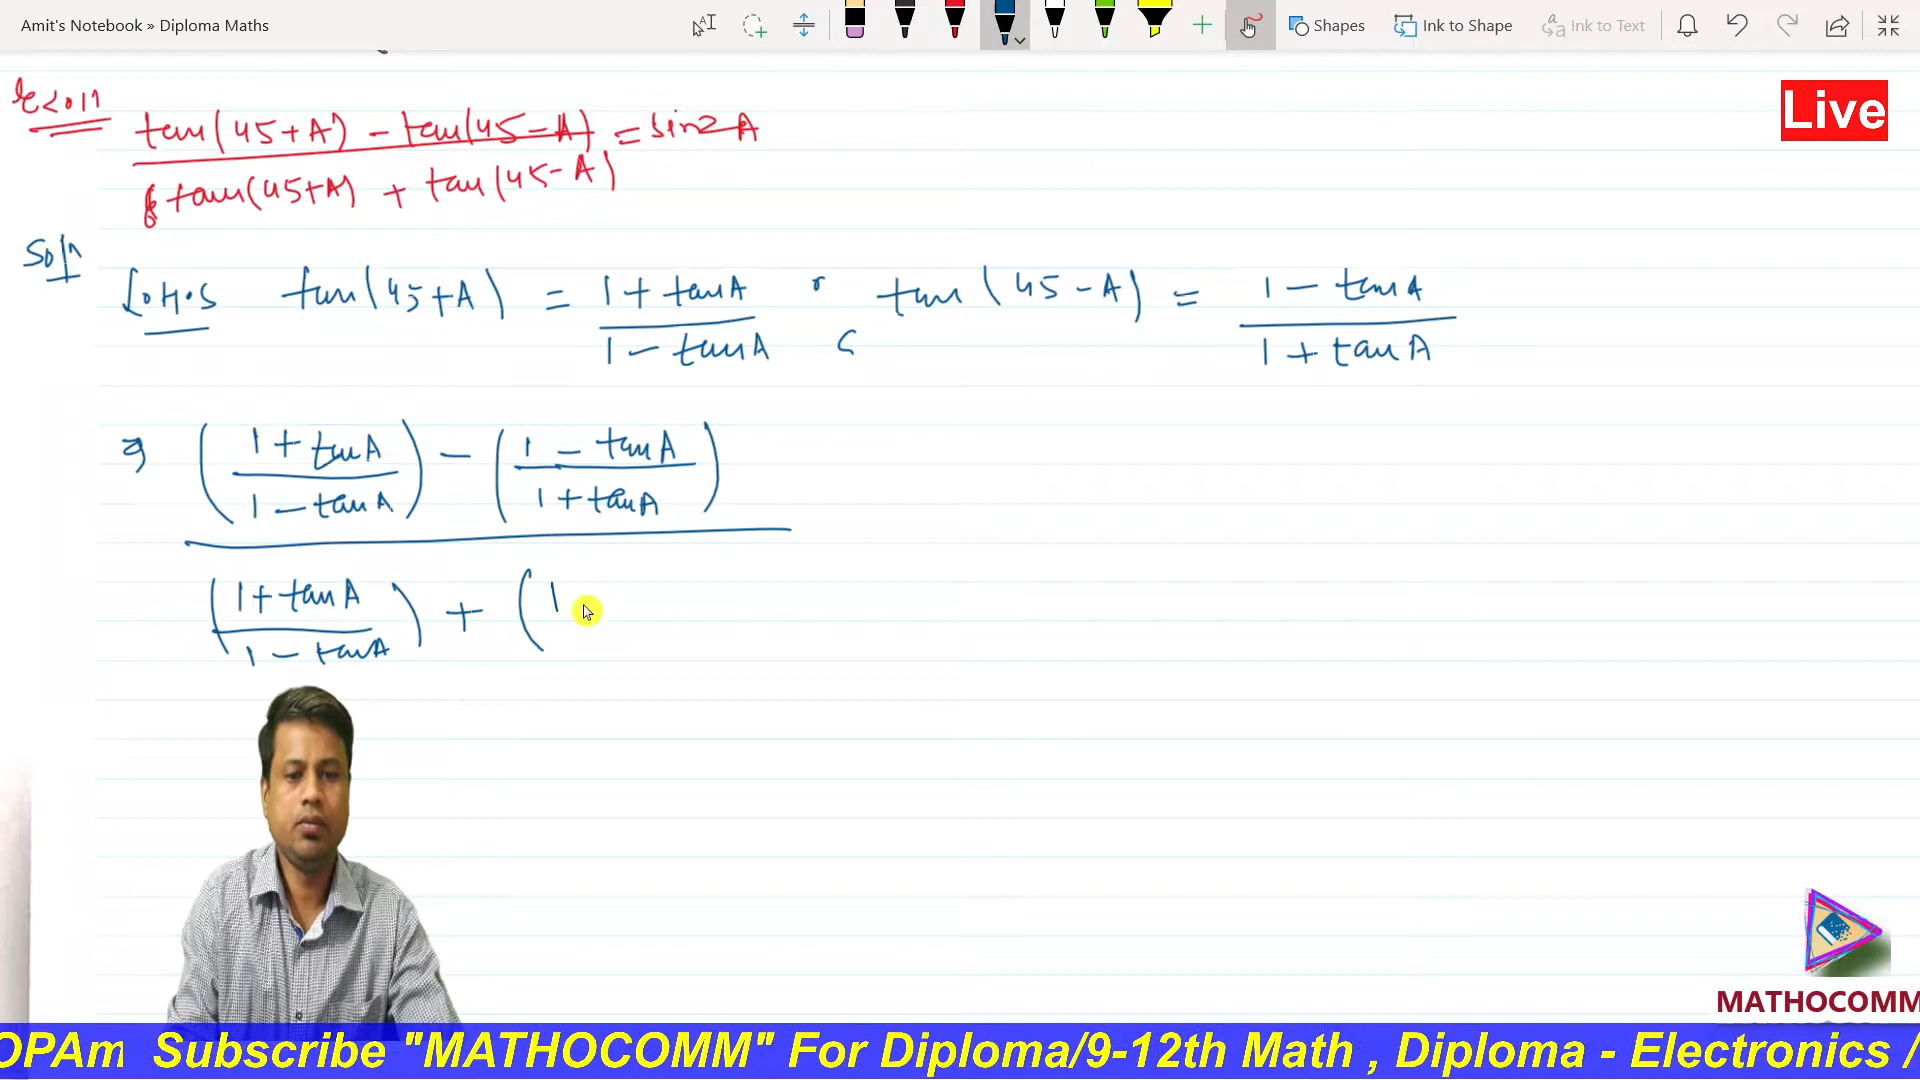 Amit's Notebook » Diploma Maths
Shapes
Ink to Shape
Ink to Text
Live
tan(45+A) - tan(45-A) = sin2A
tan(45+A) + tan(45-A)
Soln
L.H.S tan(45+A) = 1 + tanA , tan(45-A) = 1 - tanA
1 - tanA 1 + tanA
(1 + tanA) - (1 - tanA)
1 - tanA 1 + tanA
(1 + tanA) + (1
1 - tanA
MATHOCOMM
OPAm Subscribe "MATHOCOMM" For Diploma/9-12th Math , Diploma - Electronics /